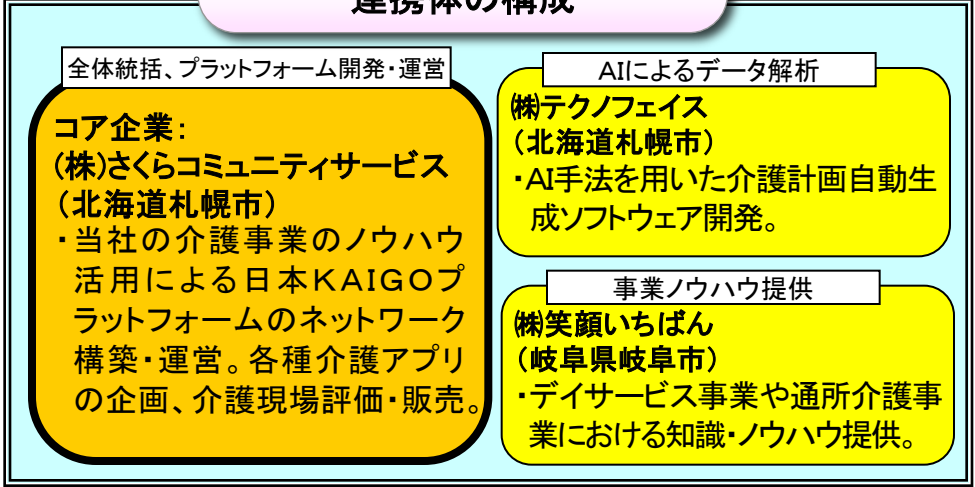 連携体の構成
全体統括、プラットフォーム開発・運営
コア企業:
(株)さくらコミュニティサービス
(北海道札幌市)
・当社の介護事業のノウハウ
活用による日本KAIGOプ
ラットフォームのネットワーク
構築・運営。各種介護アプリ
の企画、介護現場評価・販売。
AIによるデータ解析
㈱テクノフェイス
(北海道札幌市)
・AI手法を用いた介護計画自動生
成ソフトウェア開発。
事業ノウハウ提供
㈱笑顔いちばん
(岐阜県岐阜市)
・デイサービス事業や通所介護事
業における知識・ノウハウ提供。